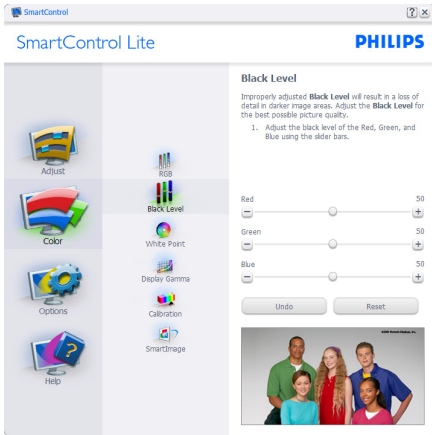 SmartControl
SmartControl Lite
PHILIPS
Adjust
Color
Options
Help
RGB
Black Level
White Point
Display Gamma
Calibration
SmartImage
Black Level
Improperly adjusted Black Level will result in a loss of
detail in darker image areas. Adjust the Black Level for
the best possible picture quality.
1. Adjust the black level of the Red, Green, and
Blue using the slider bars.
Red 50
Green 50
Blue 50
Undo Reset